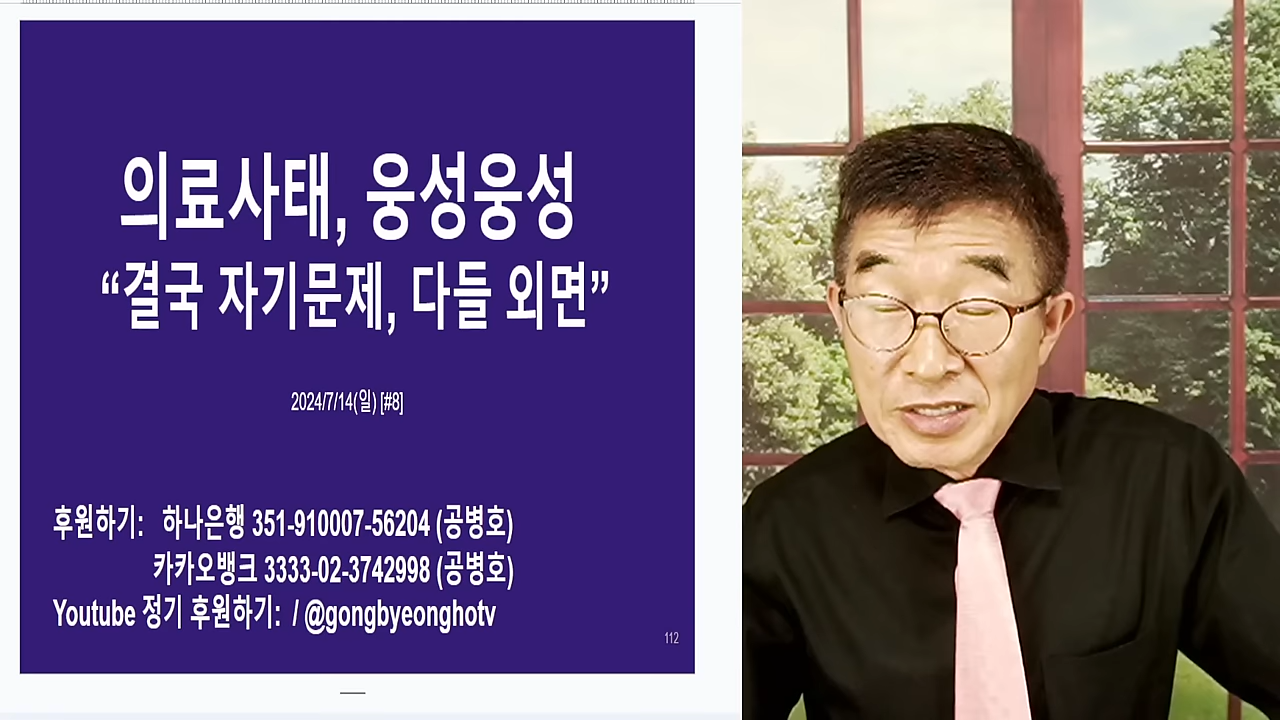 의료사태, 웅성웅성
“결국 자기문제, 다들 외면”
2024/7/14(일) [#8]
후원하기: 하나은행 351-910007-56204 (공병호)
카카오뱅크 3333-02-3742998 (공병호)
Youtube 정기 후원하기: / @gongbyeonghotv
112